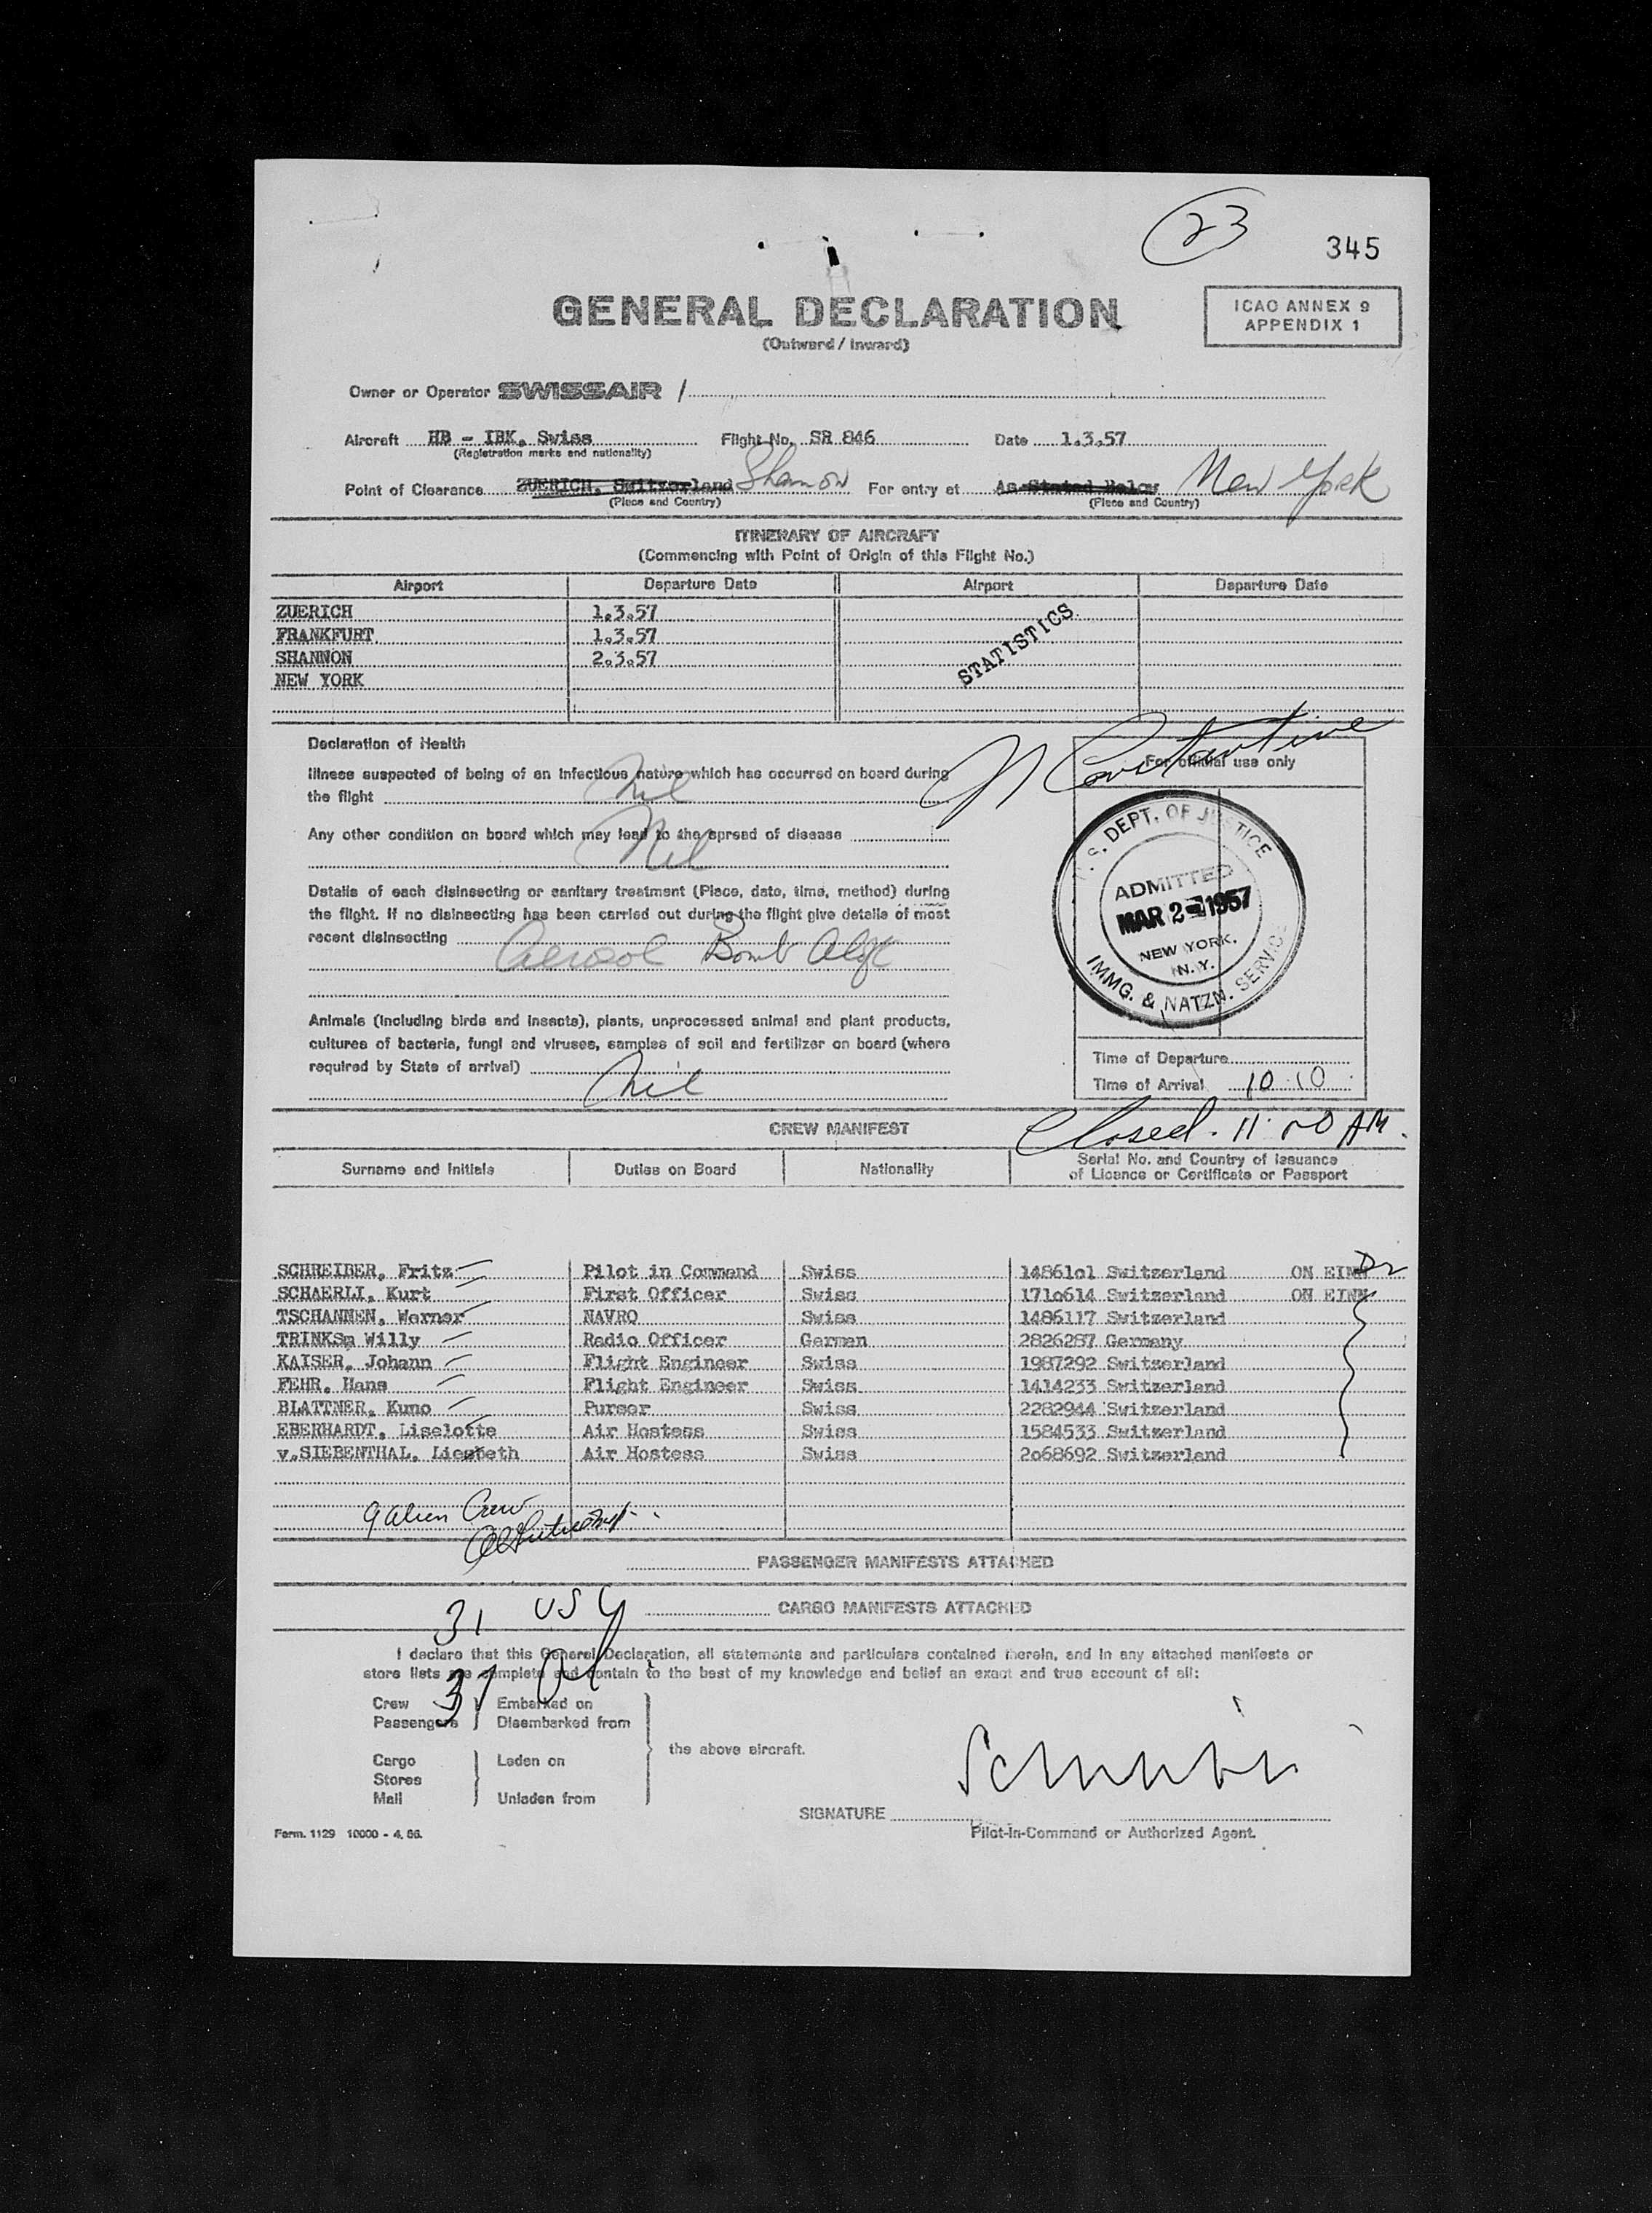 23
345
GENERAL DECLARATION
(Outward / Inward)
ICAO ANNEX 9
APPENDIX 1
Owner or Operator SWISSAIR /
Aircraft HB - IBK, Swiss Flight No. SR 846 Date 1.3.57
(Registration marks and nationality)
Point of Clearance ZUERICH, Switzerland Shannon For entry at As Stated Below New York
(Place and Country) (Place and Country)
ITINERARY OF AIRCRAFT
(Commencing with Point of Origin of this Flight No.)
Airport Departure Date Airport Departure Date
ZUERICH 1.3.57
FRANKFURT 1.3.57
SHANNON 2.3.57
NEW YORK
STATISTICS
Declaration of Health
For official use only
Illness suspected of being of an infectious nature which has occurred on board during
the flight Nil
Any other condition on board which may lead to the spread of disease
Nil
Details of each disinsecting or sanitary treatment (Place, date, time, method) during
the flight. If no disinsecting has been carried out during the flight give details of most
recent disinsecting
Aerosol Bomb
U.S. DEPT. OF JUSTICE
ADMITTED
MAR 2 - 1957
NEW YORK,
N.Y.
IMMG. & NATZN. SERVICE
Animals (including birds and insects), plants, unprocessed animal and plant products,
cultures of bacteria, fungi and viruses, samples of soil and fertilizer on board (where
required by State of arrival)
Nil
Time of Departure
Time of Arrival 10 10
CREW MANIFEST
Closed. 11:00 AM.
Surname and Initials Duties on Board Nationality Serial No. and Country of Issuance
of Licence or Certificate or Passport
SCHREIBER, Fritz Pilot in Command Swiss 1486lol Switzerland ON EINN
SCHAERLI, Kurt First Officer Swiss 171o614 Switzerland ON EINN
TSCHANNEN, Werner NAVRO Swiss 1486117 Switzerland
TRINKSm Willy Radio Officer German 2826287 Germany
KAISER, Johann Flight Engineer Swiss 1987292 Switzerland
FEHR, Hans Flight Engineer Swiss 1414233 Switzerland
BLATTNER, Kuno Purser Swiss 2282944 Switzerland
EBERHARDT, Liselotte Air Hostess Swiss 1584533 Switzerland
v.SIEBENTHAL, Liesbeth Air Hostess Swiss 2o68692 Switzerland
9 alien Crew
PASSENGER MANIFESTS ATTACHED
CARGO MANIFESTS ATTACHED
31 USC
I declare that this General Declaration, all statements and particulars contained therein, and in any attached manifests or
store lists are complete and contain to the best of my knowledge and belief an exact and true account of all:
37
Crew Embarked on
Passengers Disembarked from
the above aircraft.
Cargo Laden on
Stores
Mail Unladen from
SIGNATURE
Pilot-in-Command or Authorized Agent.
Form. 1129 10000 - 4. 56.